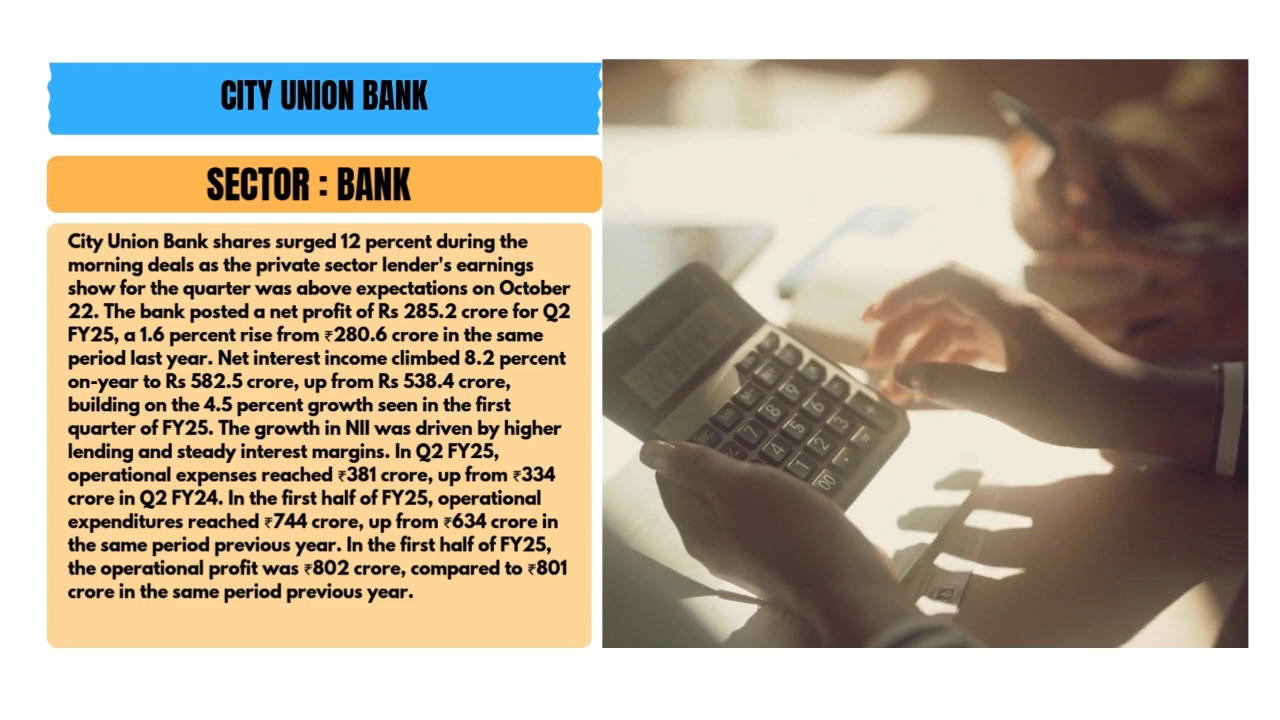 CITY UNION BANK
SECTOR : BANK
City Union Bank shares surged 12 percent during the
morning deals as the private sector lender's earnings
show for the quarter was above expectations on October
22. The bank posted a net profit of Rs 285.2 crore for Q2
FY25, a 1.6 percent rise from ₹280.6 crore in the same
period last year. Net interest income climbed 8.2 percent
on-year to Rs 582.5 crore, up from Rs 538.4 crore,
building on the 4.5 percent growth seen in the first
quarter of FY25. The growth in NII was driven by higher
lending and steady interest margins. In Q2 FY25,
operational expenses reached ₹381 crore, up from ₹334
crore in Q2 FY24. In the first half of FY25, operational
expenditures reached ₹744 crore, up from ₹634 crore in
the same period previous year. In the first half of FY25,
the operational profit was ₹802 crore, compared to ₹801
crore in the same period previous year.